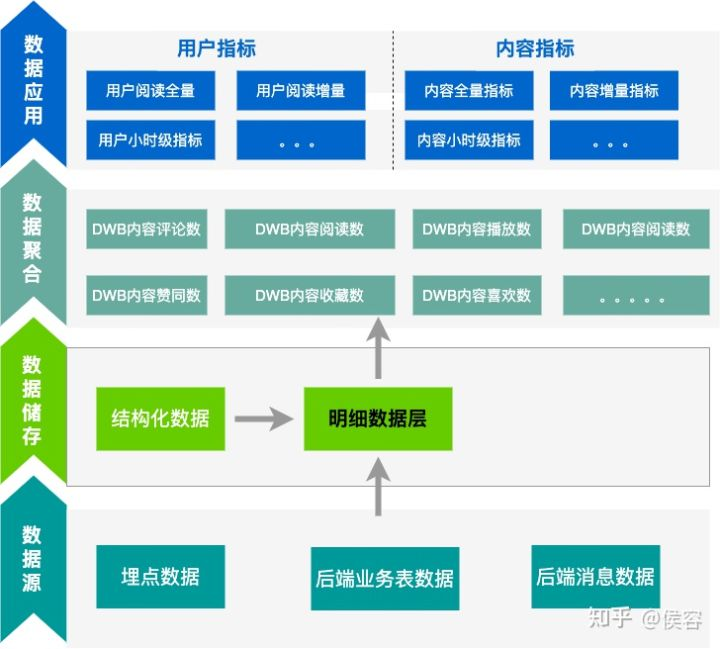 数据应用
用户指标
内容指标
用户阅读全量
用户阅读增量
内容全量指标
内容增量指标
用户小时级指标
。。。
内容小时级指标
。。。
数据聚合
DWB内容评论数
DWB内容阅读数
DWB内容播放数
DWB内容阅读数
DWB内容赞同数
DWB内容收藏数
DWB内容喜欢数
。。。。。
数据储存
结构化数据
明细数据层
数据源
埋点数据
后端业务表数据
后端消息数据
知乎 @侯容